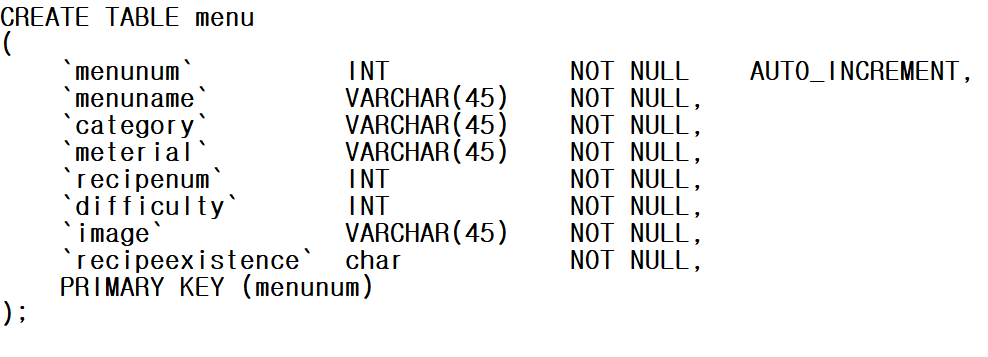 CREATE TABLE menu
(
`menunum` INT NOT NULL AUTO_INCREMENT,
`menuname` VARCHAR(45) NOT NULL,
`category` VARCHAR(45) NOT NULL,
`meterial` VARCHAR(45) NOT NULL,
`recipenum` INT NOT NULL,
`difficulty` INT NOT NULL,
`image` VARCHAR(45) NOT NULL,
`recipeexistence` char NOT NULL,
PRIMARY KEY (menunum)
);